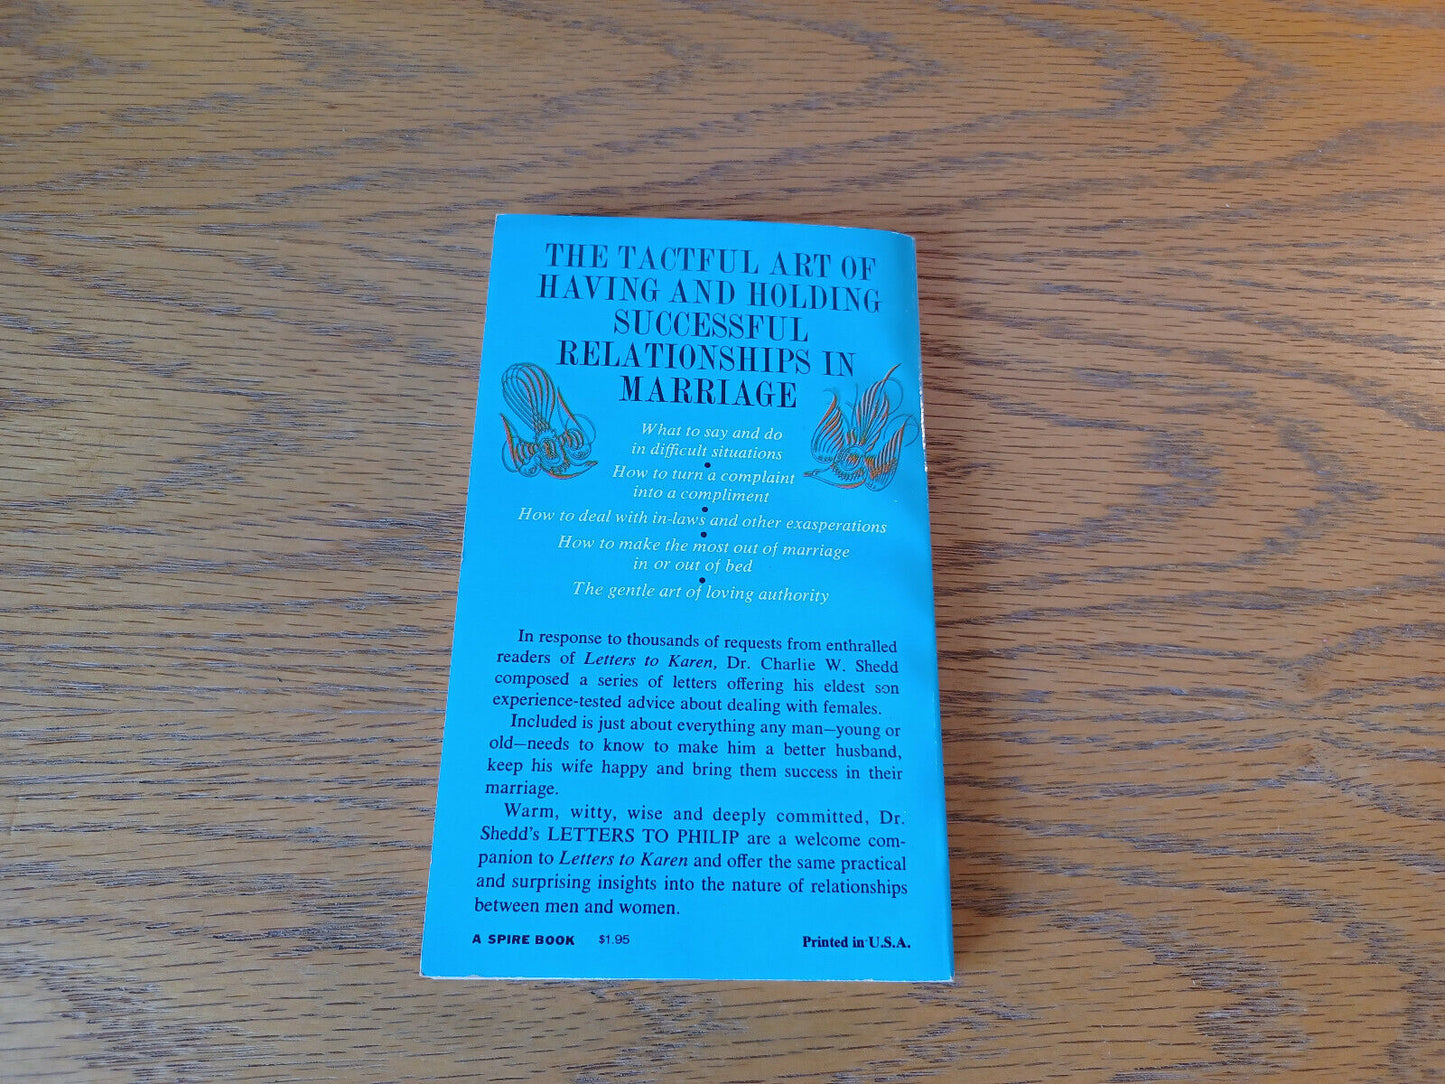 THE TACTFUL ART OF
HAVING AND HOLDING
SUCCESSFUL
RELATIONSHIPS IN
MARRIAGE
What to say and do
in difficult situations
•
How to turn a complaint
into a compliment
•
How to deal with in-laws and other exasperations
•
How to make the most out of marriage
in or out of bed
•
The gentle art of loving authority
In response to thousands of requests from enthralled
readers of Letters to Karen, Dr. Charlie W. Shedd
composed a series of letters offering his eldest son
experience-tested advice about dealing with females.
Included is just about everything any man—young or
old—needs to know to make him a better husband,
keep his wife happy and bring them success in their
marriage.
Warm, witty, wise and deeply committed, Dr.
Shedd's LETTERS TO PHILIP are a welcome com-
panion to Letters to Karen and offer the same practical
and surprising insights into the nature of relationships
between men and women.
A SPIRE BOOK $1.95 Printed in U.S.A.